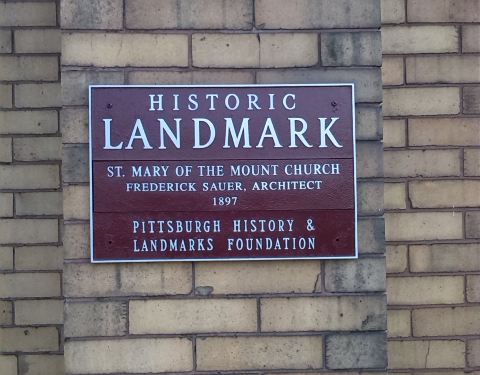 HISTORIC
LANDMARK
ST. MARY OF THE MOUNT CHURCH
FREDERICK SAUER, ARCHITECT
1897
PITTSBURGH HISTORY &
LANDMARKS FOUNDATION